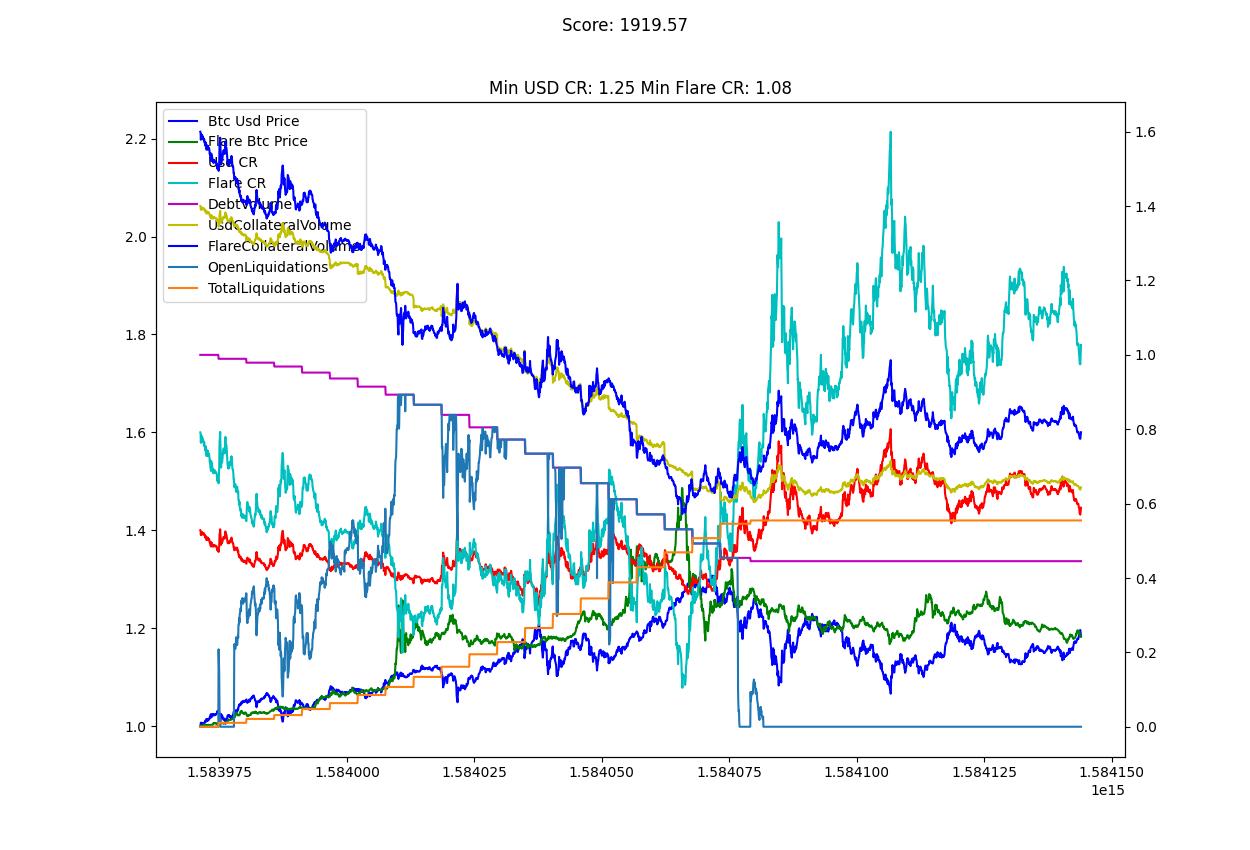 Score: 1919.57
Min USD CR: 1.25 Min Flare CR: 1.08
Btc Usd Price
Flare Btc Price
Usd CR
Flare CR
DebtVolume
UsdCollateralVolume
FlareCollateralVolume
OpenLiquidations
TotalLiquidations
2.2
2.0
1.8
1.6
1.4
1.2
1.0
1.6
1.4
1.2
1.0
0.8
0.6
0.4
0.2
0.0
1.583975 1.584000 1.584025 1.584050 1.584075 1.584100 1.584125 1.584150
1e15